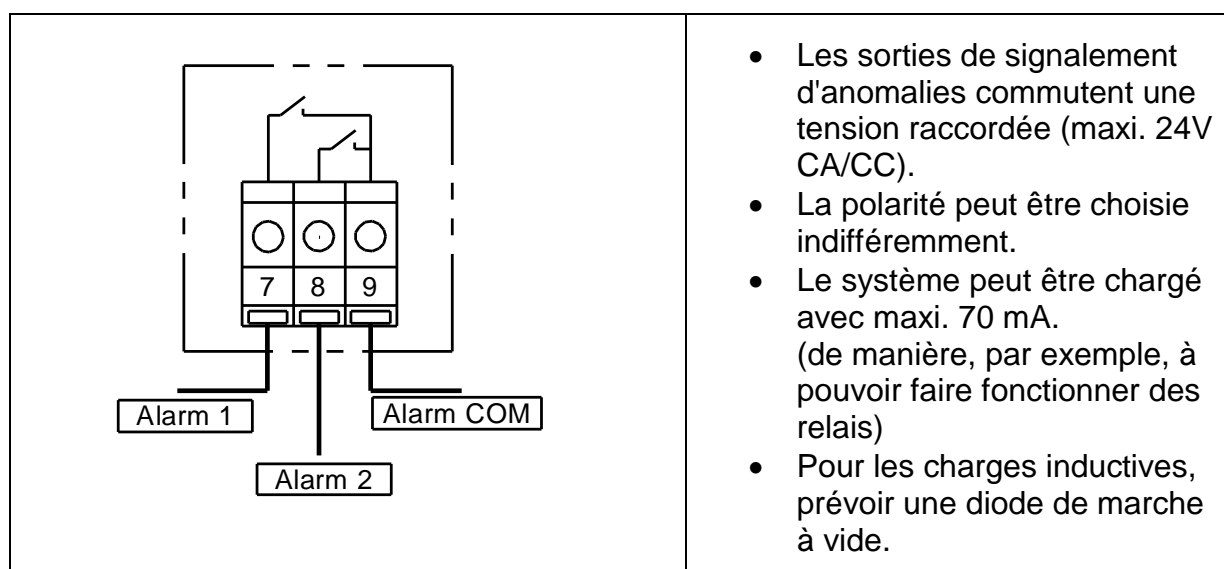 7 8 9
Alarm 1
Alarm COM
Alarm 2
• Les sorties de signalement
d'anomalies commutent une
tension raccordée (maxi. 24V
CA/CC).
• La polarité peut être choisie
indifféremment.
• Le système peut être chargé
avec maxi. 70 mA.
(de manière, par exemple, à
pouvoir faire fonctionner des
relais)
• Pour les charges inductives,
prévoir une diode de marche
à vide.